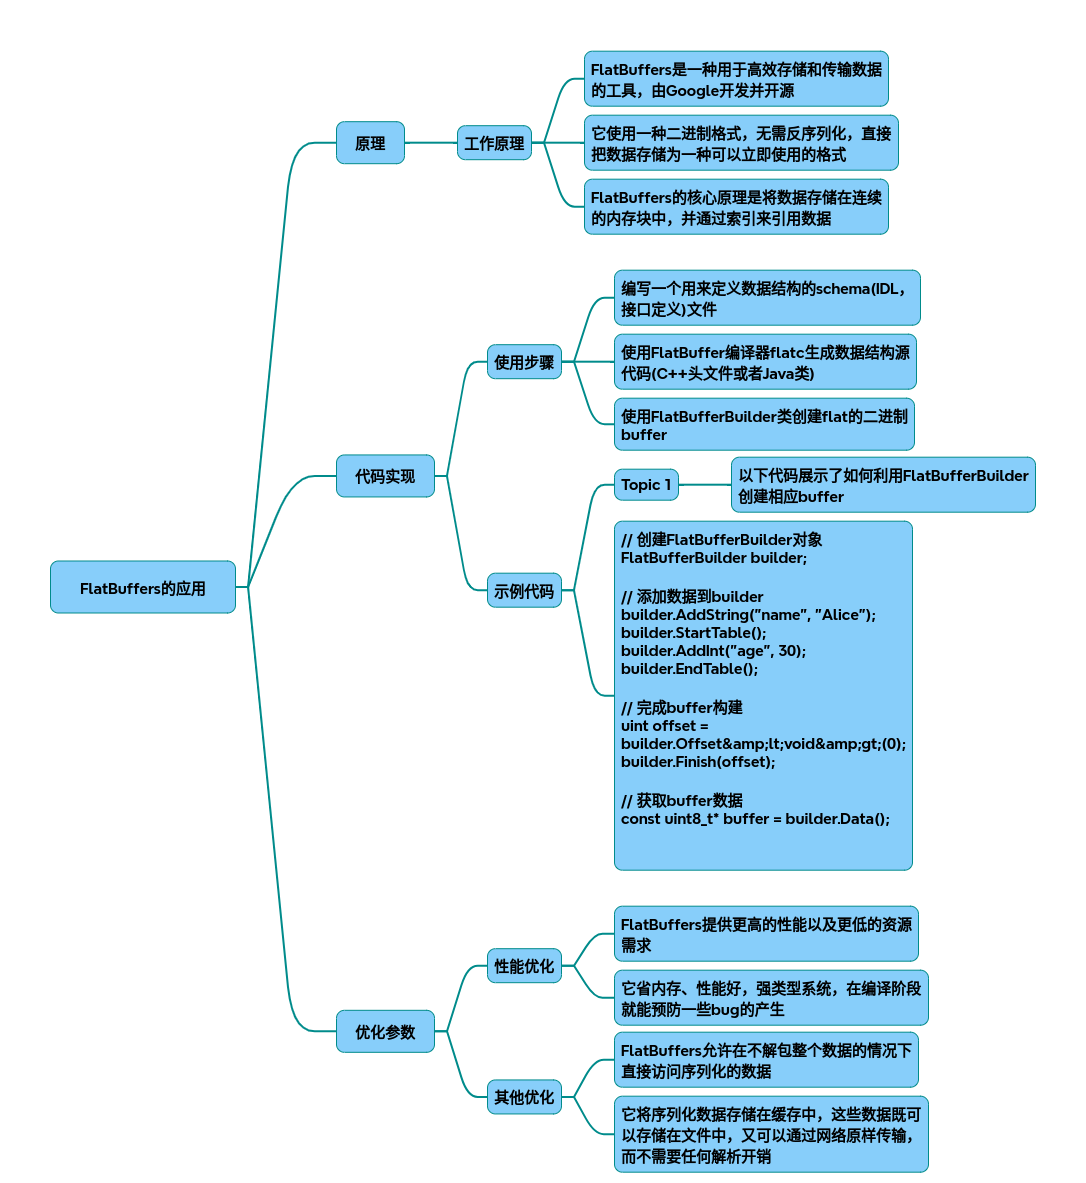 FlatBuffers的应用
原理
工作原理
FlatBuffers是一种用于高效存储和传输数据
的工具，由Google开发并开源
它使用一种二进制格式，无需反序列化，直接
把数据存储为一种可以立即使用的格式
FlatBuffers的核心原理是将数据存储在连续
的内存块中，并通过索引来引用数据
代码实现
使用步骤
编写一个用来定义数据结构的schema(IDL，
接口定义)文件
使用FlatBuffer编译器flatc生成数据结构源
代码(C++头文件或者Java类)
使用FlatBufferBuilder类创建flat的二进制
buffer
示例代码
Topic 1
以下代码展示了如何利用FlatBufferBuilder
创建相应buffer
// 创建FlatBufferBuilder对象
FlatBufferBuilder builder;
// 添加数据到builder
builder.AddString("name", "Alice");
builder.StartTable();
builder.AddInt("age", 30);
builder.EndTable();
// 完成buffer构建
uint offset =
builder.Offset&amp;lt;void&amp;gt;(0);
builder.Finish(offset);
// 获取buffer数据
const uint8_t* buffer = builder.Data();
优化参数
性能优化
FlatBuffers提供更高的性能以及更低的资源
需求
它省内存、性能好，强类型系统，在编译阶段
就能预防一些bug的产生
其他优化
FlatBuffers允许在不解包整个数据的情况下
直接访问序列化的数据
它将序列化数据存储在缓存中，这些数据既可
以存储在文件中，又可以通过网络原样传输，
而不需要任何解析开销